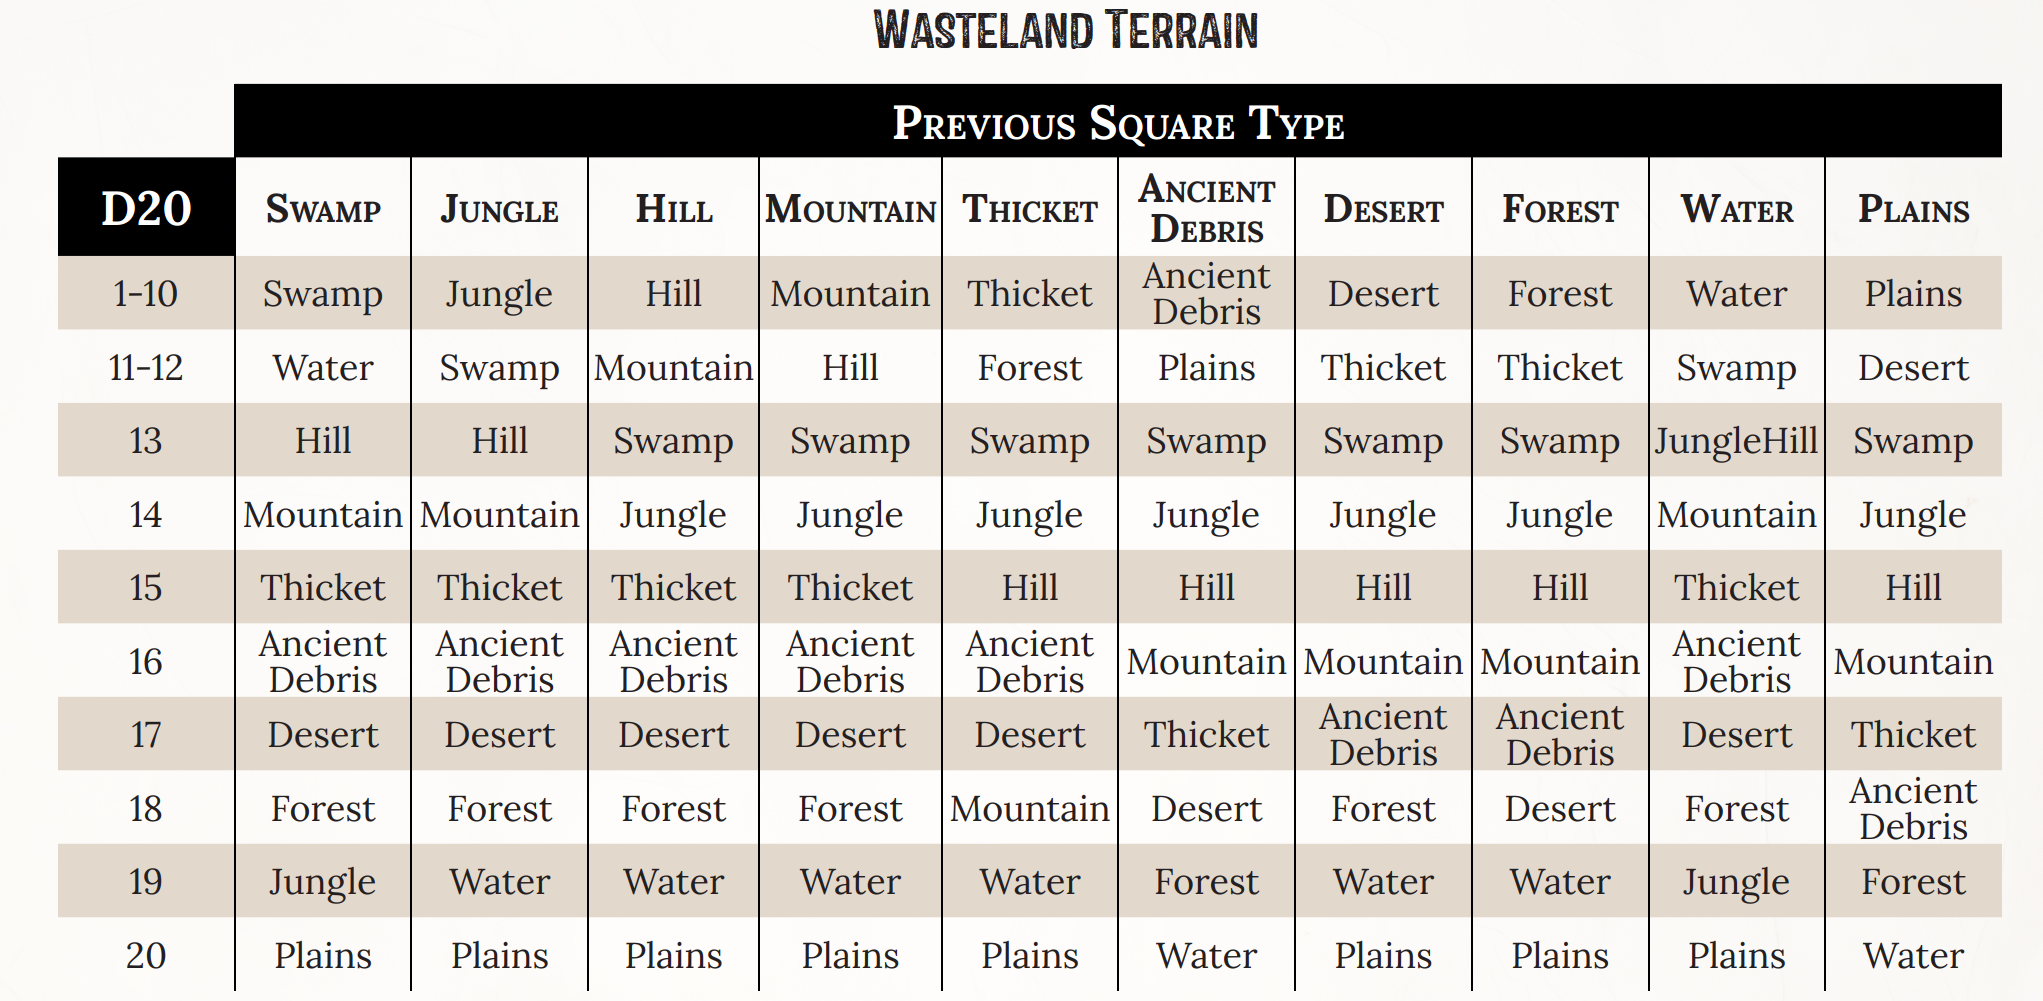 Wasteland Terrain
Previous Square Type
D20 Swamp Jungle Hill Mountain Thicket Ancient Debris Desert Forest Water Plains
1-10 Swamp Jungle Hill Mountain Thicket Ancient Debris Desert Forest Water Plains
11-12 Water Swamp Mountain Hill Forest Plains Thicket Thicket Swamp Desert
13 Hill Hill Swamp Swamp Swamp Swamp Swamp Swamp JungleHill Swamp
14 Mountain Mountain Jungle Jungle Jungle Jungle Jungle Jungle Mountain Jungle
15 Thicket Thicket Thicket Thicket Hill Hill Hill Hill Thicket Hill
16 Ancient Debris Ancient Debris Ancient Debris Ancient Debris Ancient Debris Mountain Mountain Mountain Ancient Debris Mountain
17 Desert Desert Desert Desert Desert Thicket Ancient Debris Ancient Debris Desert Thicket
18 Forest Forest Forest Forest Mountain Desert Forest Desert Forest Ancient Debris
19 Jungle Water Water Water Water Forest Water Water Jungle Forest
20 Plains Plains Plains Plains Plains Water Plains Plains Plains Water